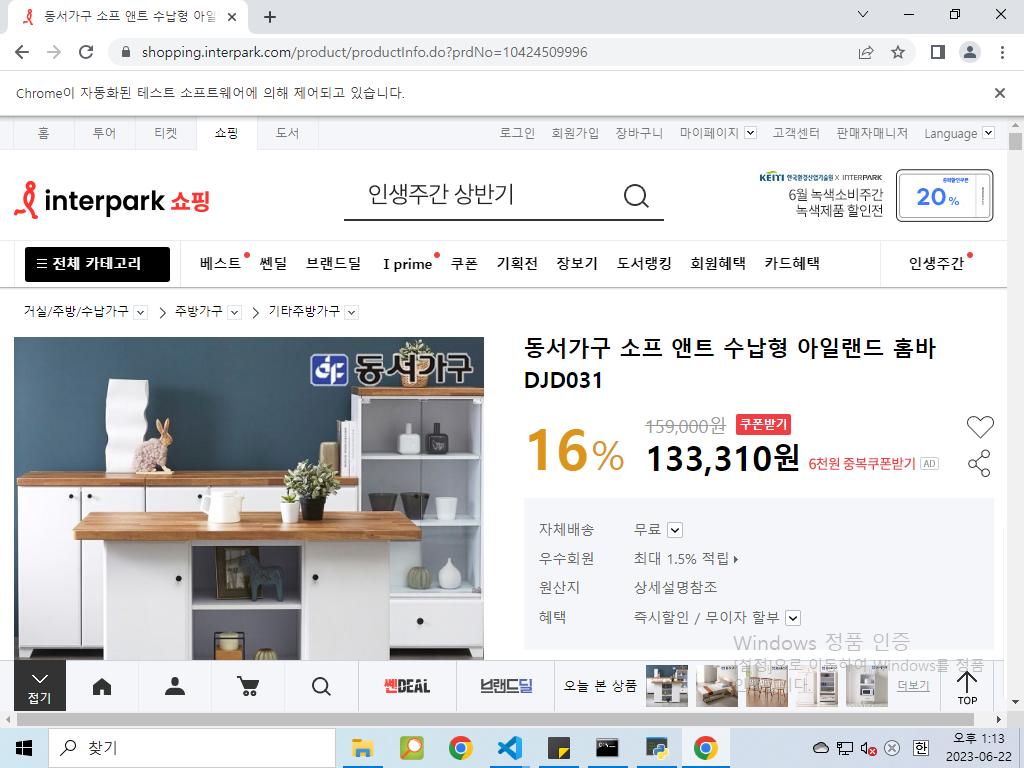 동서가구 소프 앤트 수납형 아일
shopping.interpark.com/product/productInfo.do?prdNo=10424509996
Chrome이 자동화된 테스트 소프트웨어에 의해 제어되고 있습니다.
홈 투어 티켓 쇼핑 도서 로그인 회원가입 장바구니 마이페이지 고객센터 판매자매니저 Language
interpark 쇼핑
인생주간 상반기
KEITI 한국환경산업기술원 X INTERPARK
6월 녹색소비주간
녹색제품 할인전
중복할인쿠폰
20%
전체 카테고리 베스트 쎈딜 브랜드딜 I prime 쿠폰 기획전 장보기 도서랭킹 회원혜택 카드혜택 인생주간
거실/주방/수납가구 주방가구 기타주방가구
동서가구
동서가구 소프 앤트 수납형 아일랜드 홈바
DJD031
16%
159,000원 쿠폰받기
133,310원 6천원 중복쿠폰받기 AD
자체배송 무료
우수회원 최대 1.5% 적립
원산지 상세설명참조
혜택 즉시할인 / 무이자 할부
Windows 정품 인증
[설정]으로 이동하여 Windows를 정품
접기
쎈DEAL 브랜드딜 오늘 본 상품 더보기
TOP
찾기
한
오후 1:13
2023-06-22